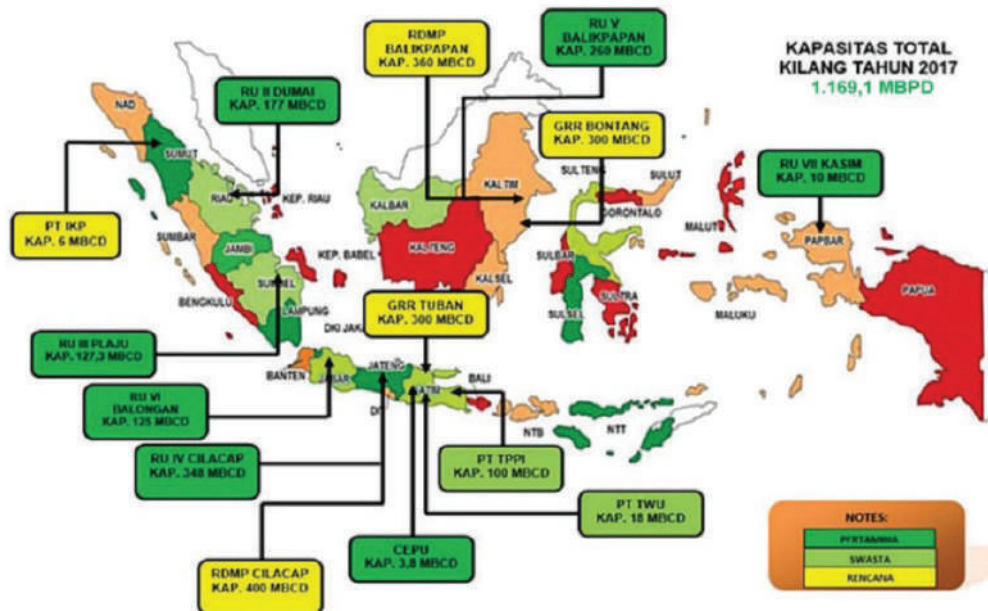 KAPASITAS TOTAL
KILANG TAHUN 2017
1.169,1 MBPD
RDMP
BALIKPAPAN
KAP. 360 MBCD
RU V
BALIKPAPAN
KAP. 260 MBCD
RU II DUMAI
KAP. 177 MBCD
GRR BONTANG
KAP. 300 MBCD
RU VII KASIM
KAP. 10 MBCD
PT IKP
KAP. 6 MBCD
GRR TUBAN
KAP. 300 MBCD
RU III PLAJU
KAP. 127,3 MBCD
RU VI
BALONGAN
KAP. 125 MBCD
RU IV CILACAP
KAP. 348 MBCD
RDMP CILACAP
KAP. 400 MBCD
CEPU
KAP. 3,8 MBCD
PT TPPI
KAP. 100 MBCD
PT TWU
KAP. 18 MBCD
NAD
SUMUT
RIAU
KEP. RIAU
SUMBAR
JAMBI
SUMSEL
BENGKULU
LAMPUNG
KEP. BABEL
DKI JAKA
BANTEN
JABAR
JATENG
JATIM
BALI
NTB
NTT
KALBAR
KALTENG
KALTIM
KALSEL
SULTENG
SULUT
GORONTALO
SULBAR
SULSEL
SULTRA
MALUT
MALUKU
PAPBAR
PAPUA
NOTES:
PERTAMINA
SWASTA
RENCANA